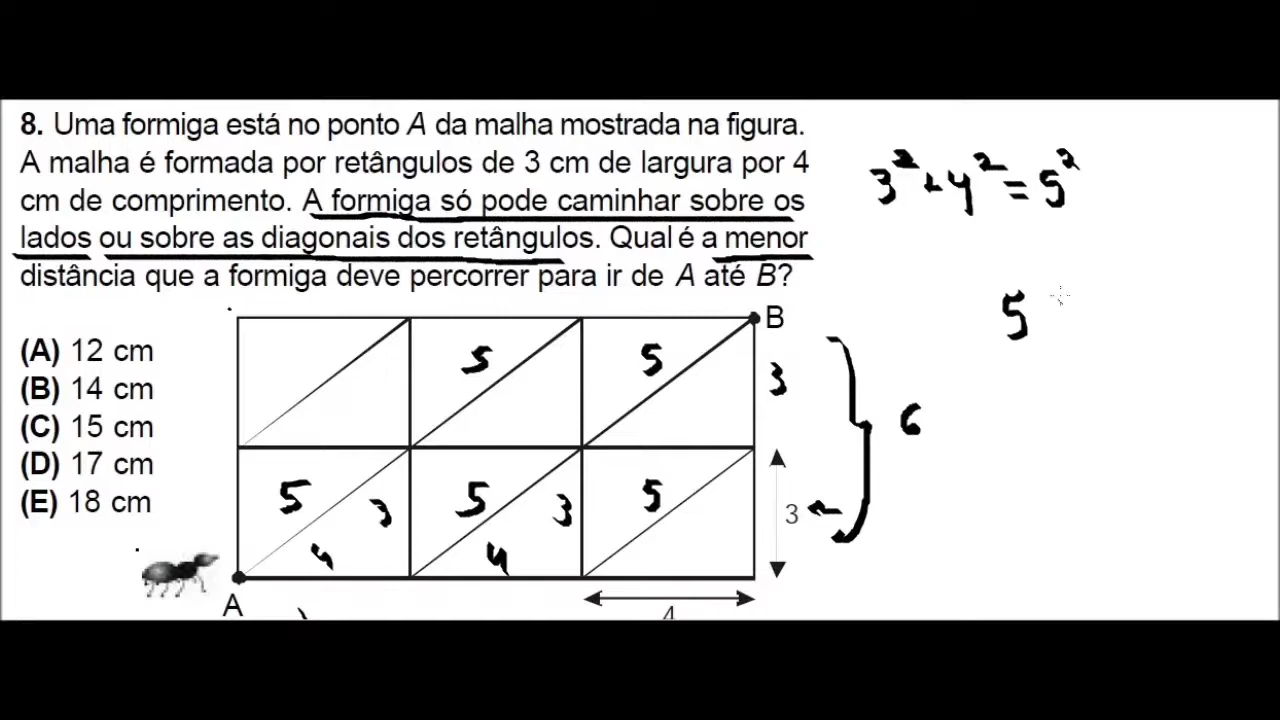 8. Uma formiga está no ponto A da malha mostrada na figura.
A malha é formada por retângulos de 3 cm de largura por 4
cm de comprimento. A formiga só pode caminhar sobre os
lados ou sobre as diagonais dos retângulos. Qual é a menor
distância que a formiga deve percorrer para ir de A até B?
3² + 4² = 5²
5
(A) 12 cm
(B) 14 cm
(C) 15 cm
(D) 17 cm
(E) 18 cm
B
5 5 3
6
5 3 5 3 5 3
4 4
A
4